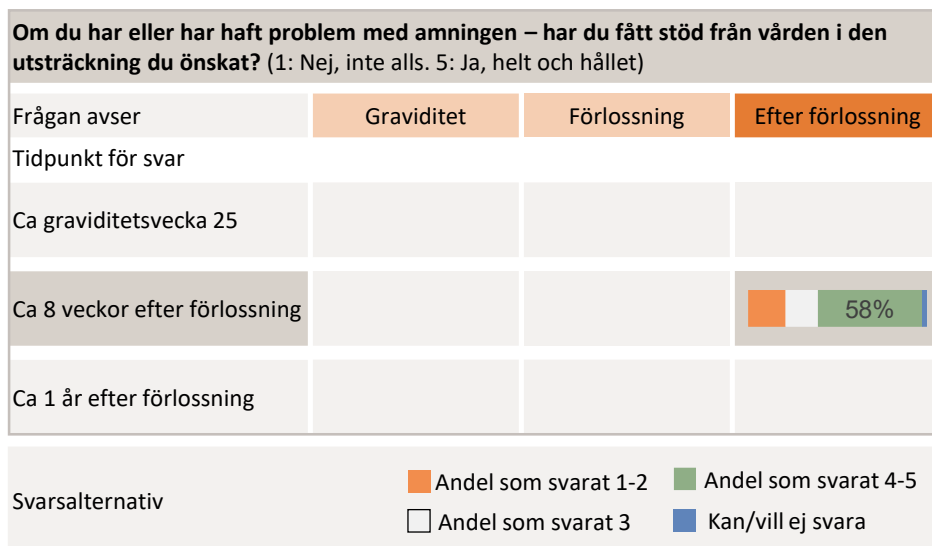 Om du har eller har haft problem med amningen – har du fått stöd från vården i den
utsträckning du önskat? (1: Nej, inte alls. 5: Ja, helt och hållet)
Frågan avser
Graviditet
Förlossning
Efter förlossning
Tidpunkt för svar
Ca graviditetsvecka 25
Ca 8 veckor efter förlossning
58%
Ca 1 år efter förlossning
Svarsalternativ
Andel som svarat 1-2
Andel som svarat 4-5
Andel som svarat 3
Kan/vill ej svara